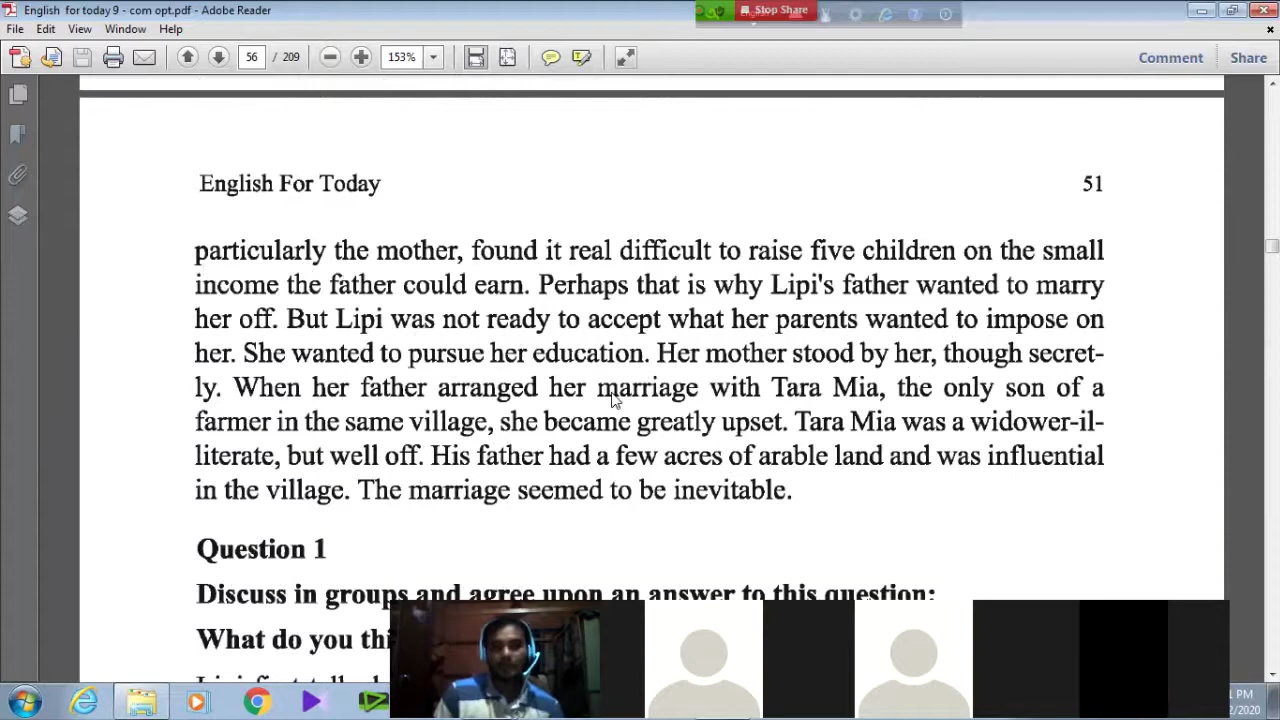 English for today 9 - com opt.pdf - Adobe Reader
Stop Share
File Edit View Window Help
56 / 209 153% Comment Share
English For Today 51
particularly the mother, found it real difficult to raise five children on the small
income the father could earn. Perhaps that is why Lipi's father wanted to marry
her off. But Lipi was not ready to accept what her parents wanted to impose on
her. She wanted to pursue her education. Her mother stood by her, though secret-
ly. When her father arranged her marriage with Tara Mia, the only son of a
farmer in the same village, she became greatly upset. Tara Mia was a widower-il-
literate, but well off. His father had a few acres of arable land and was influential
in the village. The marriage seemed to be inevitable.
Question 1
Discuss in groups and agree upon an answer to this question:
What do you thi